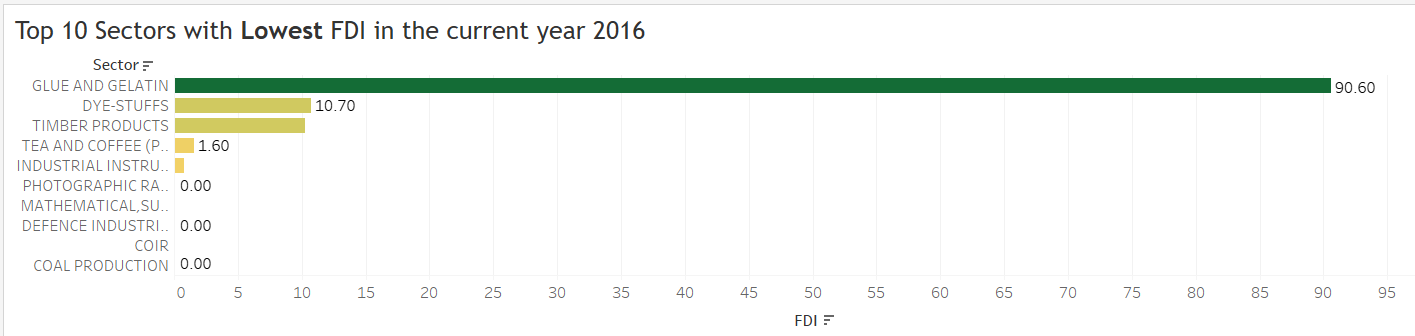 Top 10 Sectors with Lowest FDI in the current year 2016
Sector
GLUE AND GELATIN 90.60
DYE-STUFFS 10.70
TIMBER PRODUCTS
TEA AND COFFEE (P.. 1.60
INDUSTRIAL INSTRU..
PHOTOGRAPHIC RA.. 0.00
MATHEMATICAL,SU..
DEFENCE INDUSTRI.. 0.00
COIR
COAL PRODUCTION 0.00
0 5 10 15 20 25 30 35 40 45 50 55 60 65 70 75 80 85 90 95
FDI